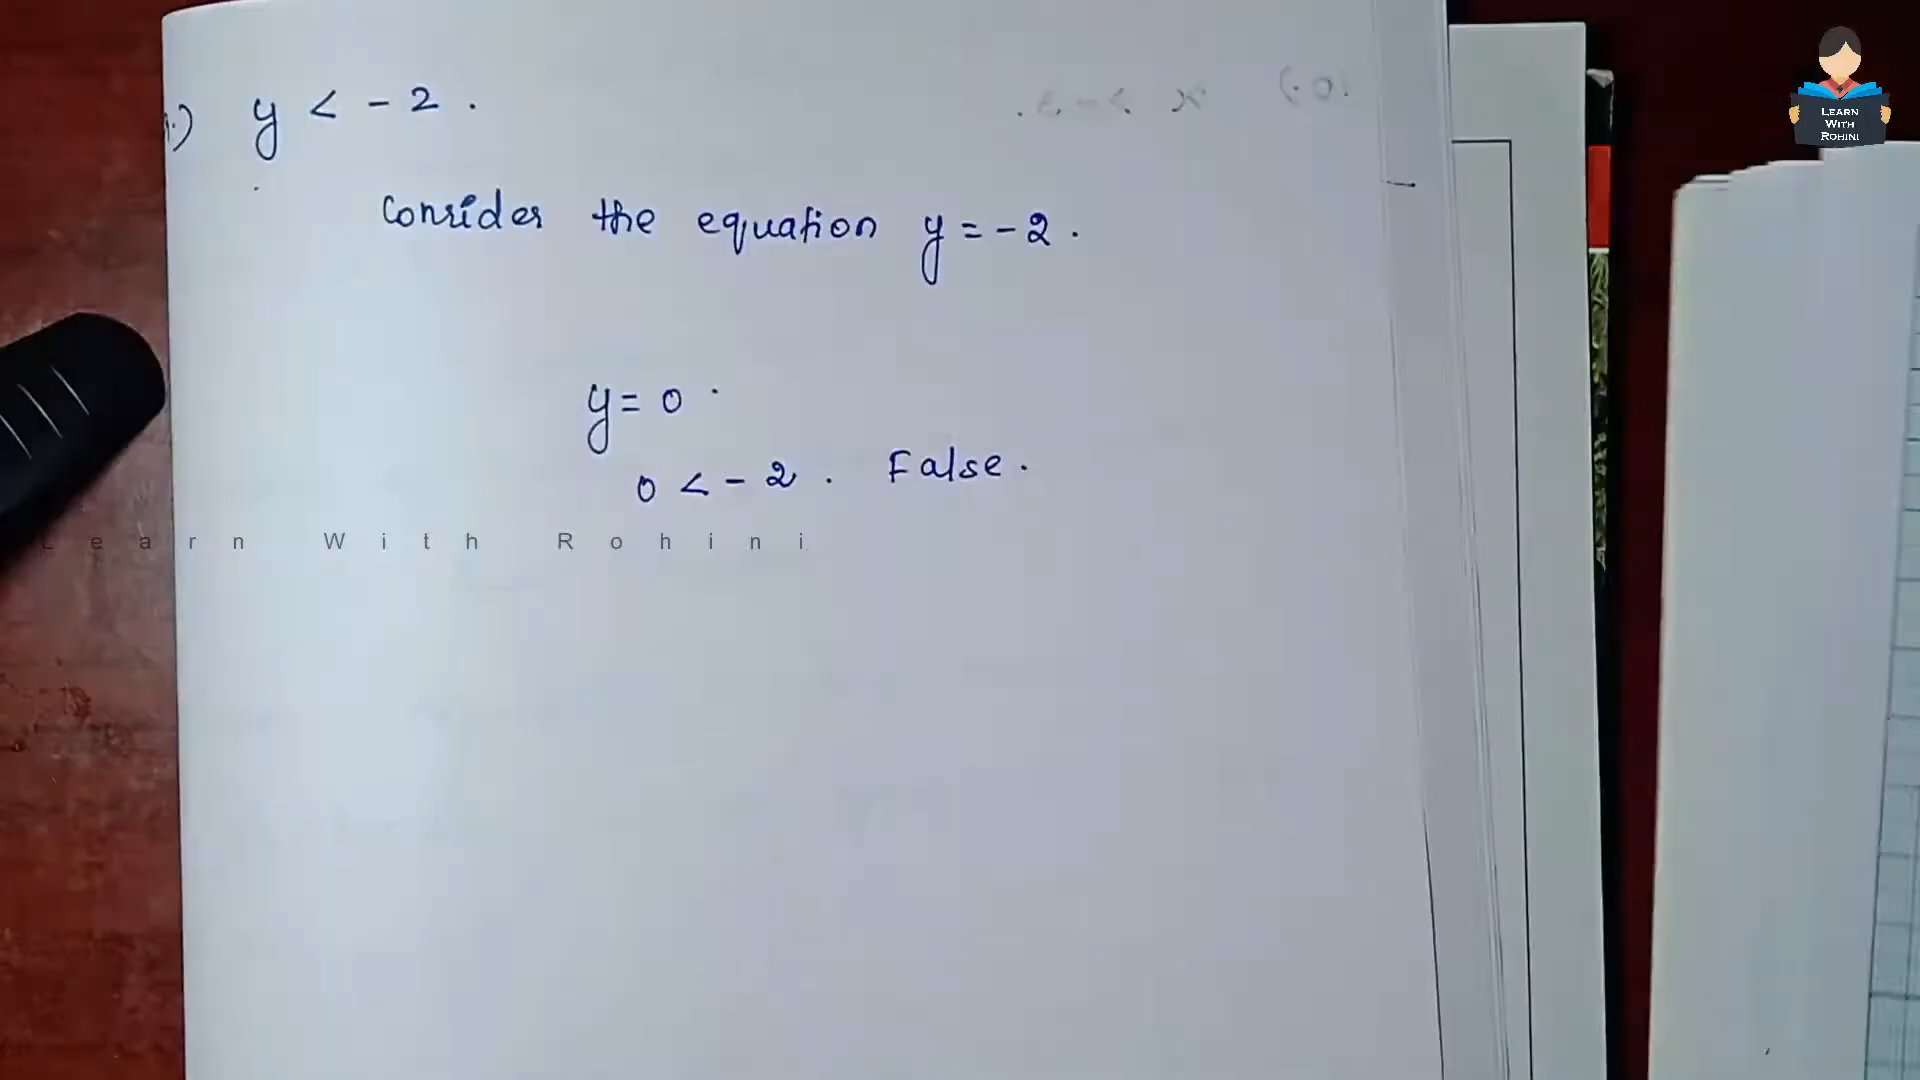 y < - 2 .
Consider the equation y = - 2 .
y = 0 .
0 < - 2 . False .
Learn With Rohini
LEARN
WITH
ROHINI